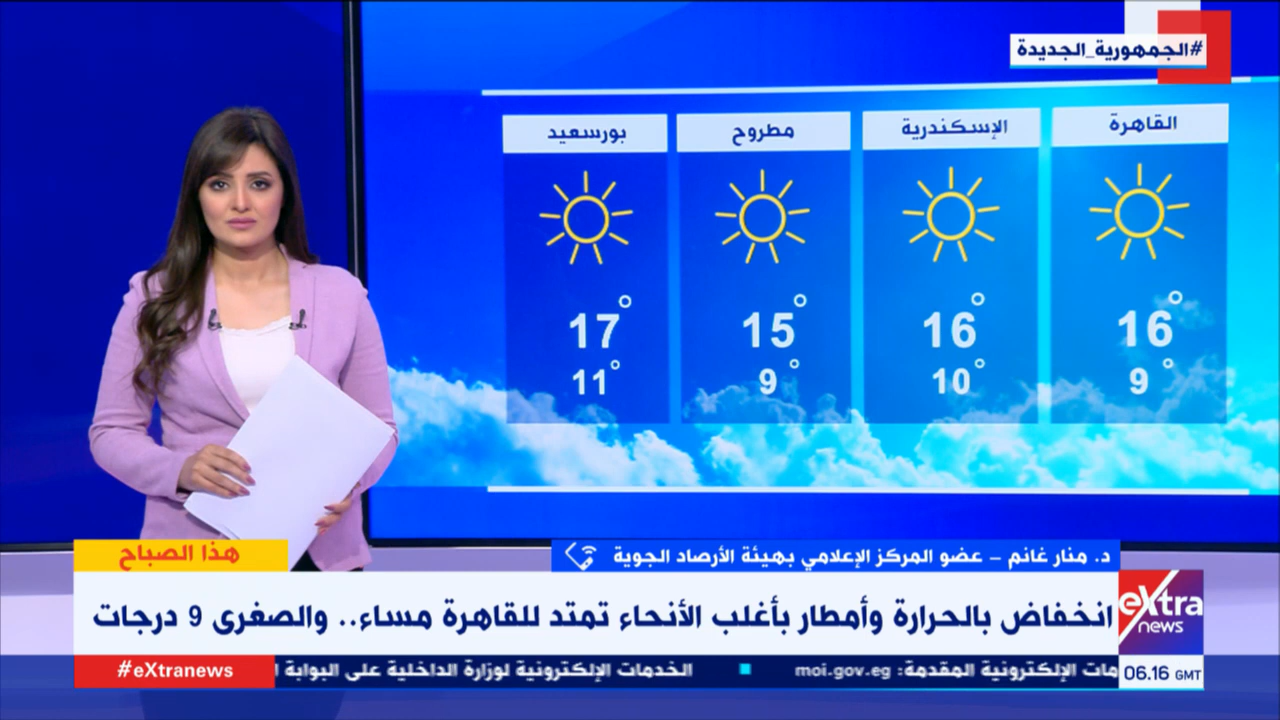 #الجمهورية_الجديدة
القاهرة
الإسكندرية
مطروح
بورسعيد
16°
16°
15°
17°
9°
10°
9°
11°
هذا الصباح
د. منار غانم – عضو المركز الإعلامي بهيئة الأرصاد الجوية
انخفاض بالحرارة وأمطار بأغلب الأنحاء تمتد للقاهرة مساء.. والصغرى 9 درجات
eXtra
news
#eXtranews
مات الإلكترونية المقدمة: moi.gov.eg
الخدمات الإلكترونية لوزارة الداخلية على البوابة ا
06.16 GMT